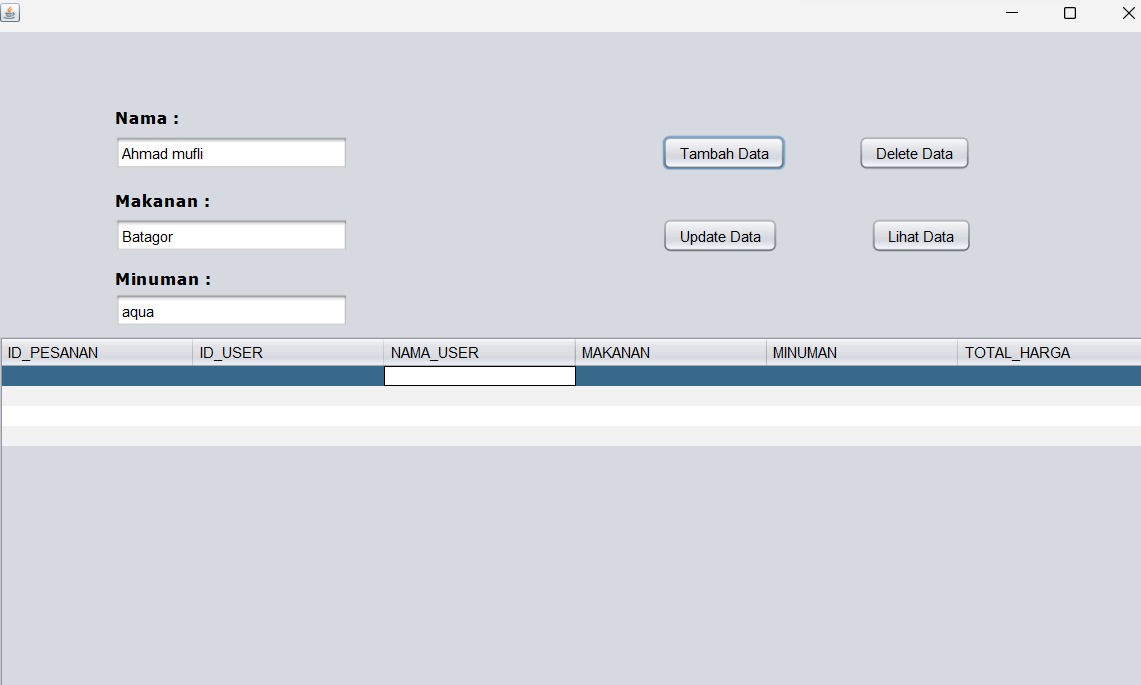 Nama :
Ahmad mufli
Tambah Data
Delete Data
Makanan :
Batagor
Update Data
Lihat Data
Minuman :
aqua
ID_PESANAN ID_USER NAMA_USER MAKANAN MINUMAN TOTAL_HARGA